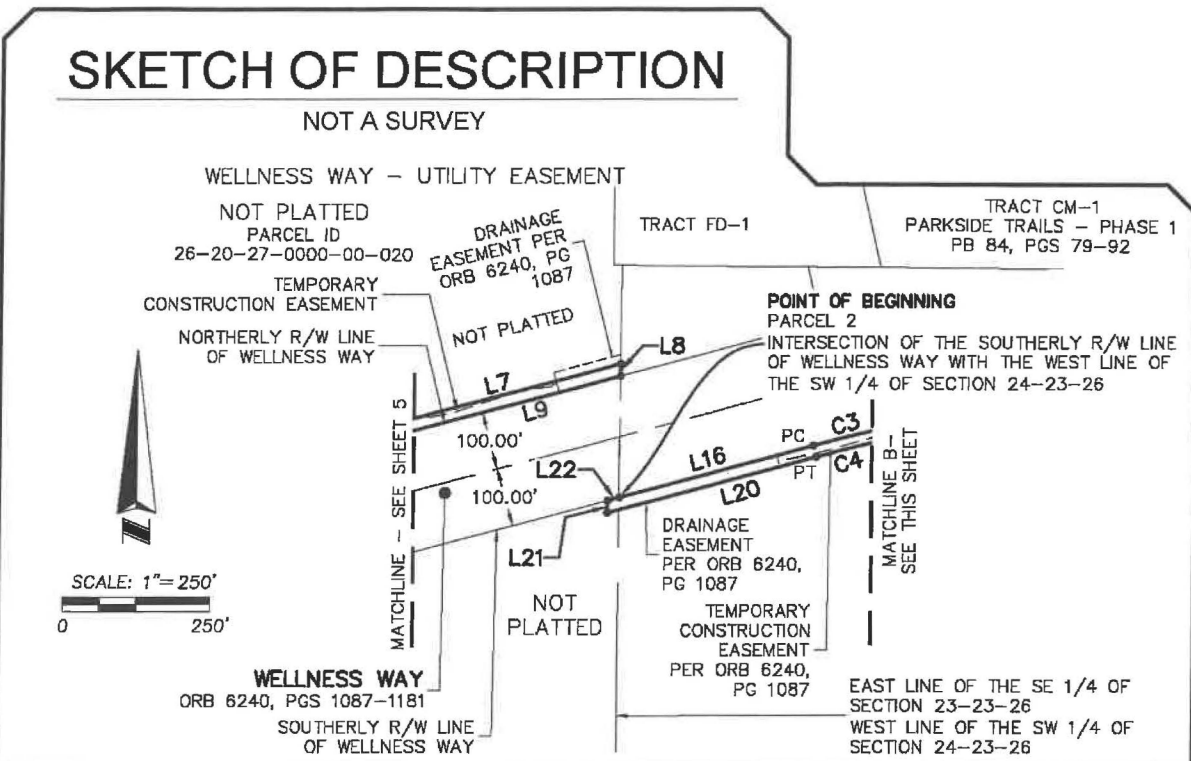 SKETCH OF DESCRIPTION
NOT A SURVEY
WELLNESS WAY - UTILITY EASEMENT
NOT PLATTED
PARCEL ID
26-20-27-0000-00-020
TEMPORARY
CONSTRUCTION EASEMENT
NORTHERLY R/W LINE
OF WELLNESS WAY
DRAINAGE
EASEMENT PER
ORB 6240, PG
1087
NOT PLATTED
TRACT FD-1
TRACT CM-1
PARKSIDE TRAILS - PHASE 1
PB 84, PGS 79-92
POINT OF BEGINNING
PARCEL 2
INTERSECTION OF THE SOUTHERLY R/W LINE
OF WELLNESS WAY WITH THE WEST LINE OF
THE SW 1/4 OF SECTION 24-23-26
L7
L8
L9
100.00'
100.00'
L22
L16
PC
C3
PT
C4
L20
L21
MATCHLINE - SEE SHEET 5
MATCHLINE B-
SEE THIS SHEET
N
SCALE: 1"= 250'
0
250'
DRAINAGE
EASEMENT
PER ORB 6240,
PG 1087
NOT
PLATTED
TEMPORARY
CONSTRUCTION
EASEMENT
PER ORB 6240,
PG 1087
WELLNESS WAY
ORB 6240, PGS 1087-1181
SOUTHERLY R/W LINE
OF WELLNESS WAY
EAST LINE OF THE SE 1/4 OF
SECTION 23-23-26
WEST LINE OF THE SW 1/4 OF
SECTION 24-23-26